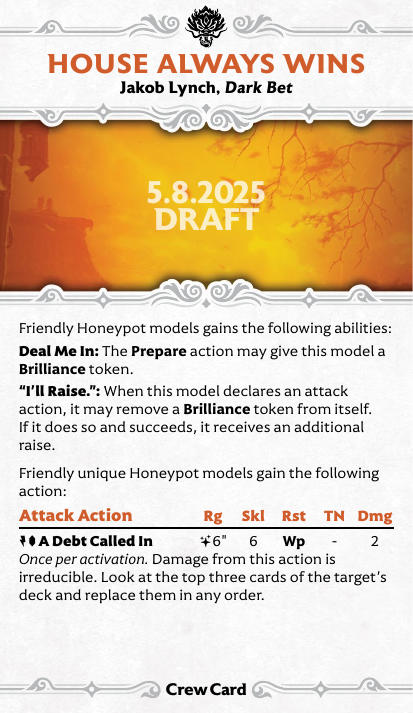 HOUSE ALWAYS WINS
Jakob Lynch, Dark Bet
5.8.2025
DRAFT
Friendly Honeypot models gains the following abilities:
Deal Me In: The Prepare action may give this model a
Brilliance token.
“I’ll Raise.”: When this model declares an attack
action, it may remove a Brilliance token from itself.
If it does so and succeeds, it receives an additional
raise.
Friendly unique Honeypot models gain the following
action:
Attack Action Rg Skl Rst TN Dmg
A Debt Called In 6" 6 Wp - 2
Once per activation. Damage from this action is
irreducible. Look at the top three cards of the target’s
deck and replace them in any order.
Crew Card